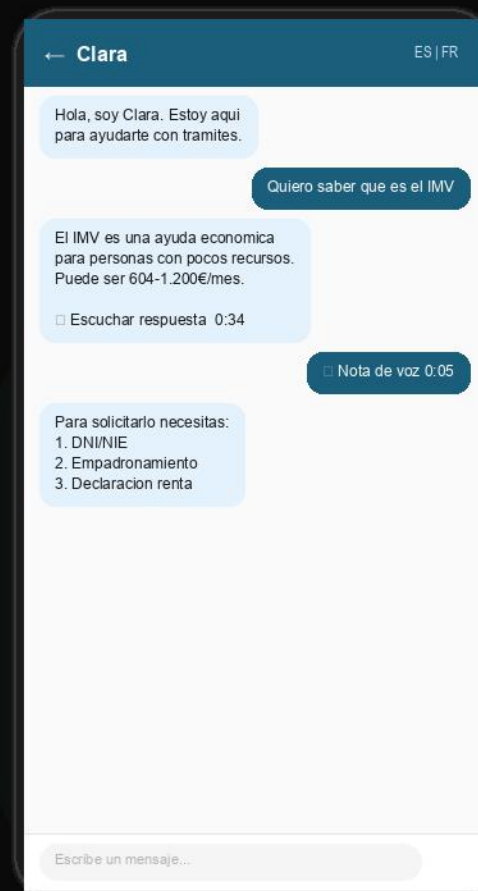 ← Clara
ES|FR
Hola, soy Clara. Estoy aqui
para ayudarte con tramites.
Quiero saber que es el IMV
El IMV es una ayuda economica
para personas con pocos recursos.
Puede ser 604-1.200€/mes.
□ Escuchar respuesta 0:34
□ Nota de voz 0:05
Para solicitarlo necesitas:
1. DNI/NIE
2. Empadronamiento
3. Declaracion renta
Escribe un mensaje...